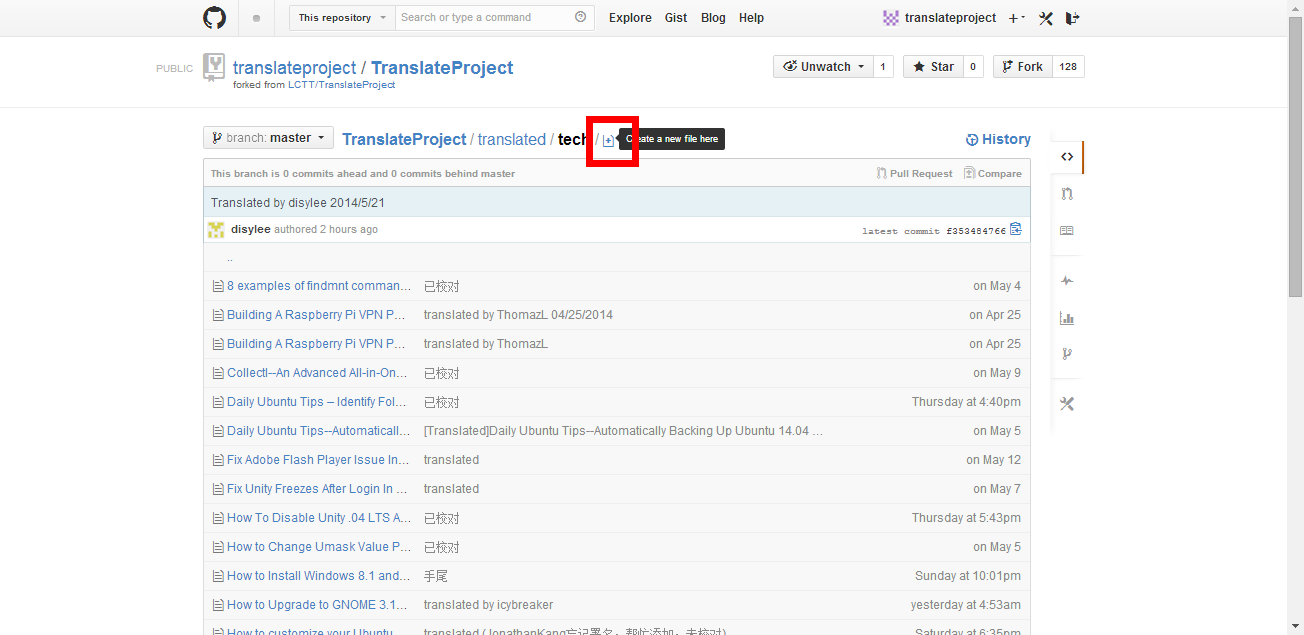 This repository Search or type a command Explore Gist Blog Help translateproject
PUBLIC translateproject / TranslateProject Unwatch 1 Star 0 Fork 128
forked from LCTT/TranslateProject
branch: master TranslateProject / translated / tech / Create a new file here History
This branch is 0 commits ahead and 0 commits behind master Pull Request Compare
Translated by disylee 2014/5/21
disylee authored 2 hours ago latest commit f353484766
..
8 examples of findmnt comman... 已校对 on May 4
Building A Raspberry Pi VPN P... translated by ThomazL 04/25/2014 on Apr 25
Building A Raspberry Pi VPN P... translated by ThomazL on Apr 25
Collectl--An Advanced All-in-On... 已校对 on May 9
Daily Ubuntu Tips – Identify Fol... 已校对 Thursday at 4:40pm
Daily Ubuntu Tips--Automaticall... [Translated]Daily Ubuntu Tips--Automatically Backing Up Ubuntu 14.04 ... on May 5
Fix Adobe Flash Player Issue In... translated on May 12
Fix Unity Freezes After Login In ... translated on May 7
How To Disable Unity .04 LTS A... 已校对 Thursday at 5:43pm
How to Change Umask Value P... 已校对 on May 5
How to Install Windows 8.1 and... 手尾 Sunday at 10:01pm
How to Upgrade to GNOME 3.1... translated by icybreaker yesterday at 4:53am
How to customize your Ubuntu translated (JonathanKang忘记署名，帮忙添加，未校对) Saturday at 6:35pm